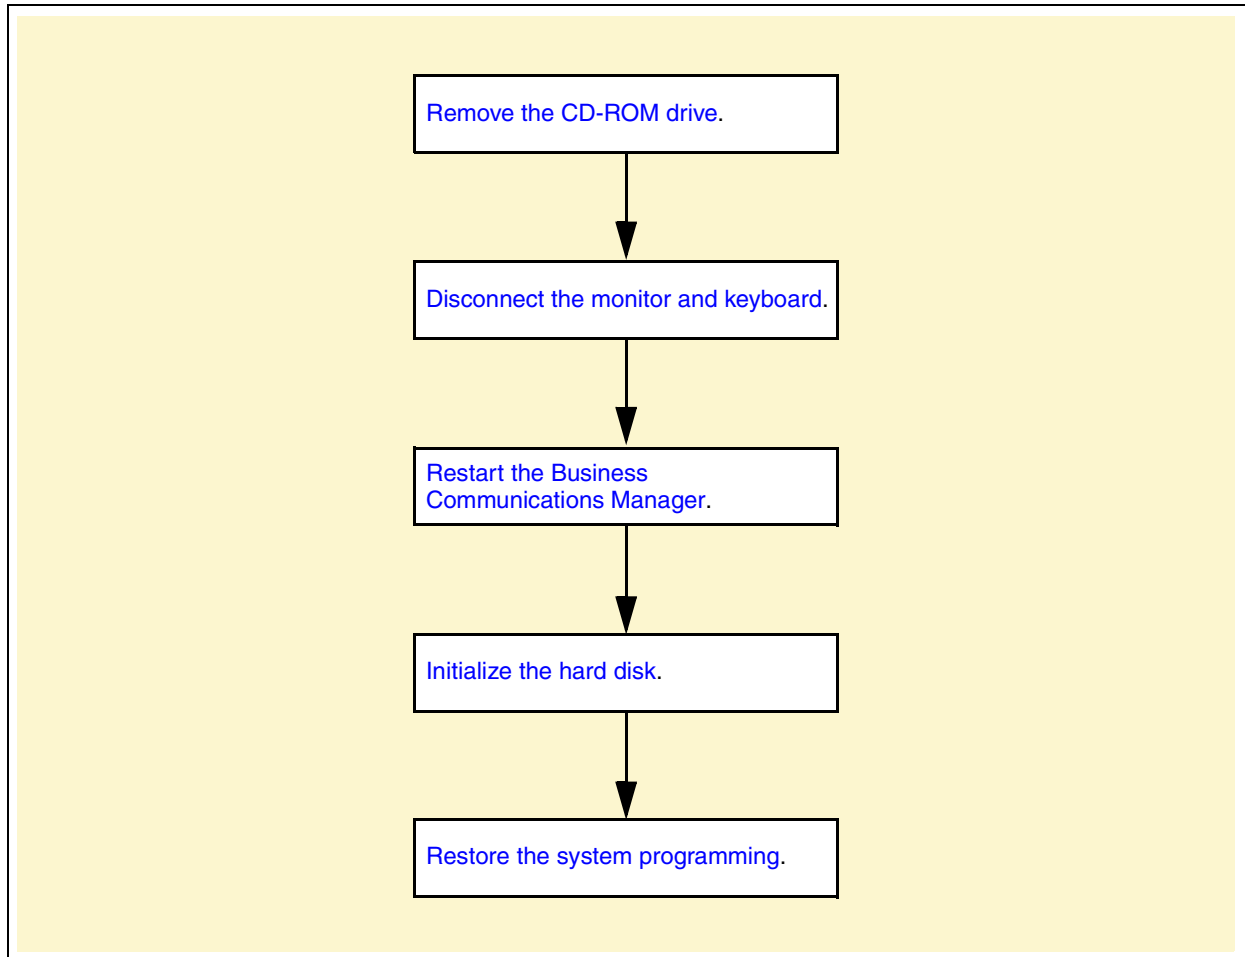 Remove the CD-ROM drive.
Disconnect the monitor and keyboard.
Restart the Business
Communications Manager.
Initialize the hard disk.
Restore the system programming.